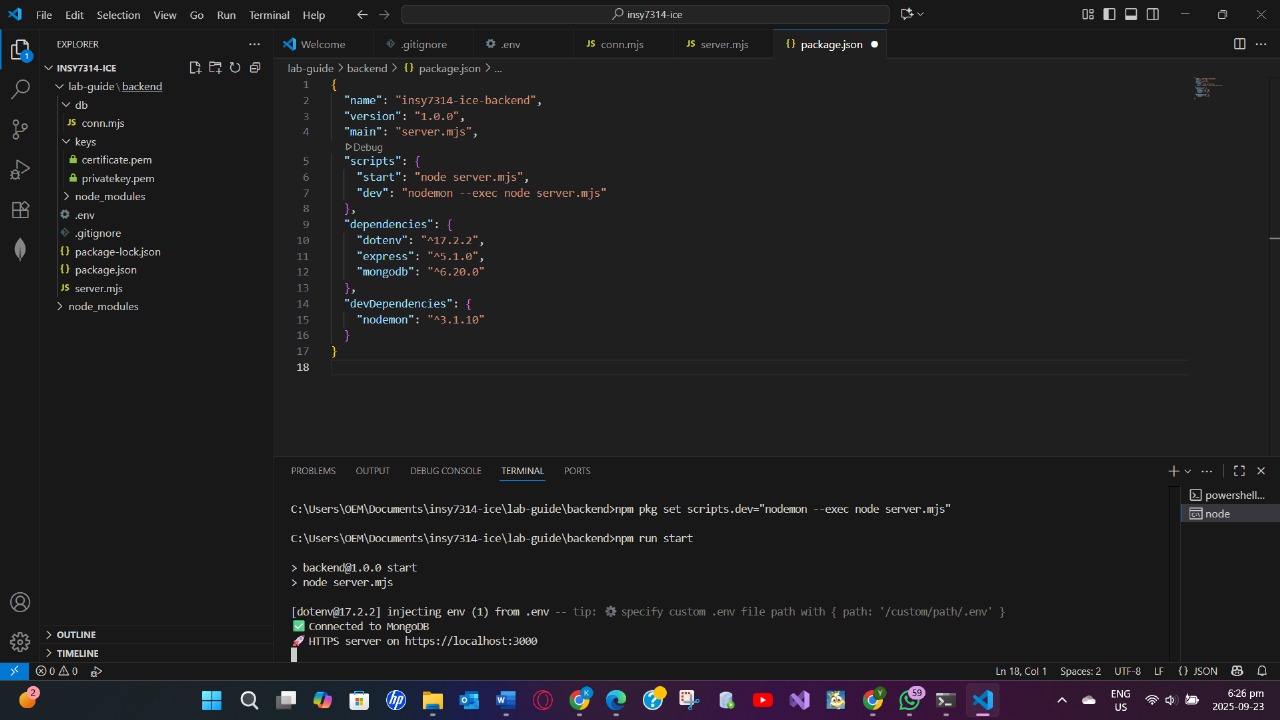 File Edit Selection View Go Run Terminal Help
insy7314-ice
EXPLORER
Welcome
.gitignore
.env
JS conn.mjs
JS server.mjs
{} package.json
1
INSY7314-ICE
lab-guide > backend > {} package.json > ...
lab-guide \ backend
db
JS conn.mjs
keys
certificate.pem
privatekey.pem
node_modules
.env
.gitignore
{} package-lock.json
{} package.json
JS server.mjs
node_modules
1 {
2 "name": "insy7314-ice-backend",
3 "version": "1.0.0",
4 "main": "server.mjs",
Debug
5 "scripts": {
6 "start": "node server.mjs",
7 "dev": "nodemon --exec node server.mjs"
8 },
9 "dependencies": {
10 "dotenv": "^17.2.2",
11 "express": "^5.1.0",
12 "mongodb": "^6.20.0"
13 },
14 "devDependencies": {
15 "nodemon": "^3.1.10"
16 }
17 }
18
PROBLEMS OUTPUT DEBUG CONSOLE TERMINAL PORTS
C:\Users\OEM\Documents\insy7314-ice\lab-guide\backend>npm pkg set scripts.dev="nodemon --exec node server.mjs"
C:\Users\OEM\Documents\insy7314-ice\lab-guide\backend>npm run start
> backend@1.0.0 start
> node server.mjs
[dotenv@17.2.2] injecting env (1) from .env -- tip: ⚙️ specify custom .env file path with { path: '/custom/path/.env' }
✅ Connected to MongoDB
🚀 HTTPS server on https://localhost:3000
powershell...
node
OUTLINE
TIMELINE
0 0
Ln 18, Col 1 Spaces: 2 UTF-8 LF {} JSON
2
59
ENG
US
6:26 pm
2025-09-23